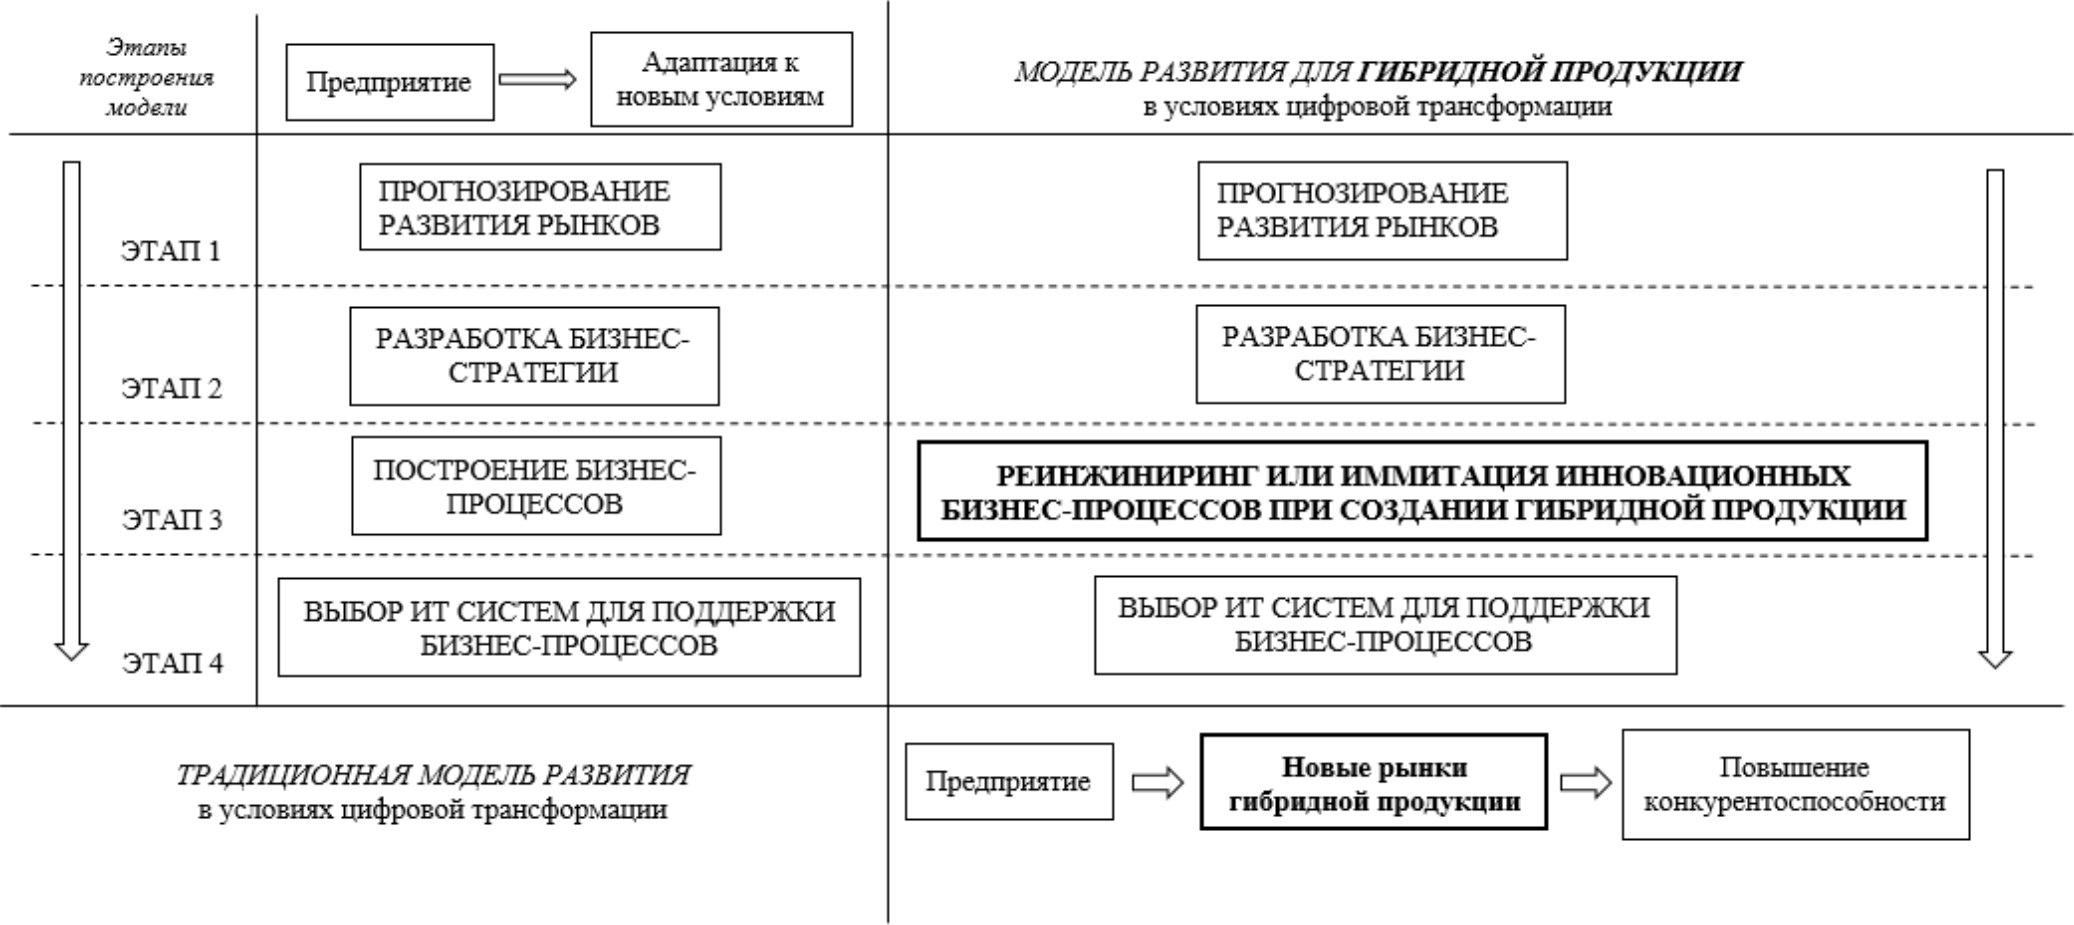 Этапы
построения
модели
Предприятие
Адаптация к
новым условиям
МОДЕЛЬ РАЗВИТИЯ ДЛЯ ГИБРИДНОЙ ПРОДУКЦИИ
в условиях цифровой трансформации
ЭТАП 1
ПРОГНОЗИРОВАНИЕ
РАЗВИТИЯ РЫНКОВ
ПРОГНОЗИРОВАНИЕ
РАЗВИТИЯ РЫНКОВ
ЭТАП 2
РАЗРАБОТКА БИЗНЕС-
СТРАТЕГИИ
РАЗРАБОТКА БИЗНЕС-
СТРАТЕГИИ
ЭТАП 3
ПОСТРОЕНИЕ БИЗНЕС-
ПРОЦЕССОВ
РЕИНЖИНИРИНГ ИЛИ ИММИТАЦИЯ ИННОВАЦИОННЫХ
БИЗНЕС-ПРОЦЕССОВ ПРИ СОЗДАНИИ ГИБРИДНОЙ ПРОДУКЦИИ
ЭТАП 4
ВЫБОР ИТ СИСТЕМ ДЛЯ ПОДДЕРЖКИ
БИЗНЕС-ПРОЦЕССОВ
ВЫБОР ИТ СИСТЕМ ДЛЯ ПОДДЕРЖКИ
БИЗНЕС-ПРОЦЕССОВ
ТРАДИЦИОННАЯ МОДЕЛЬ РАЗВИТИЯ
в условиях цифровой трансформации
Предприятие
Новые рынки
гибридной продукции
Повышение
конкурентоспособности